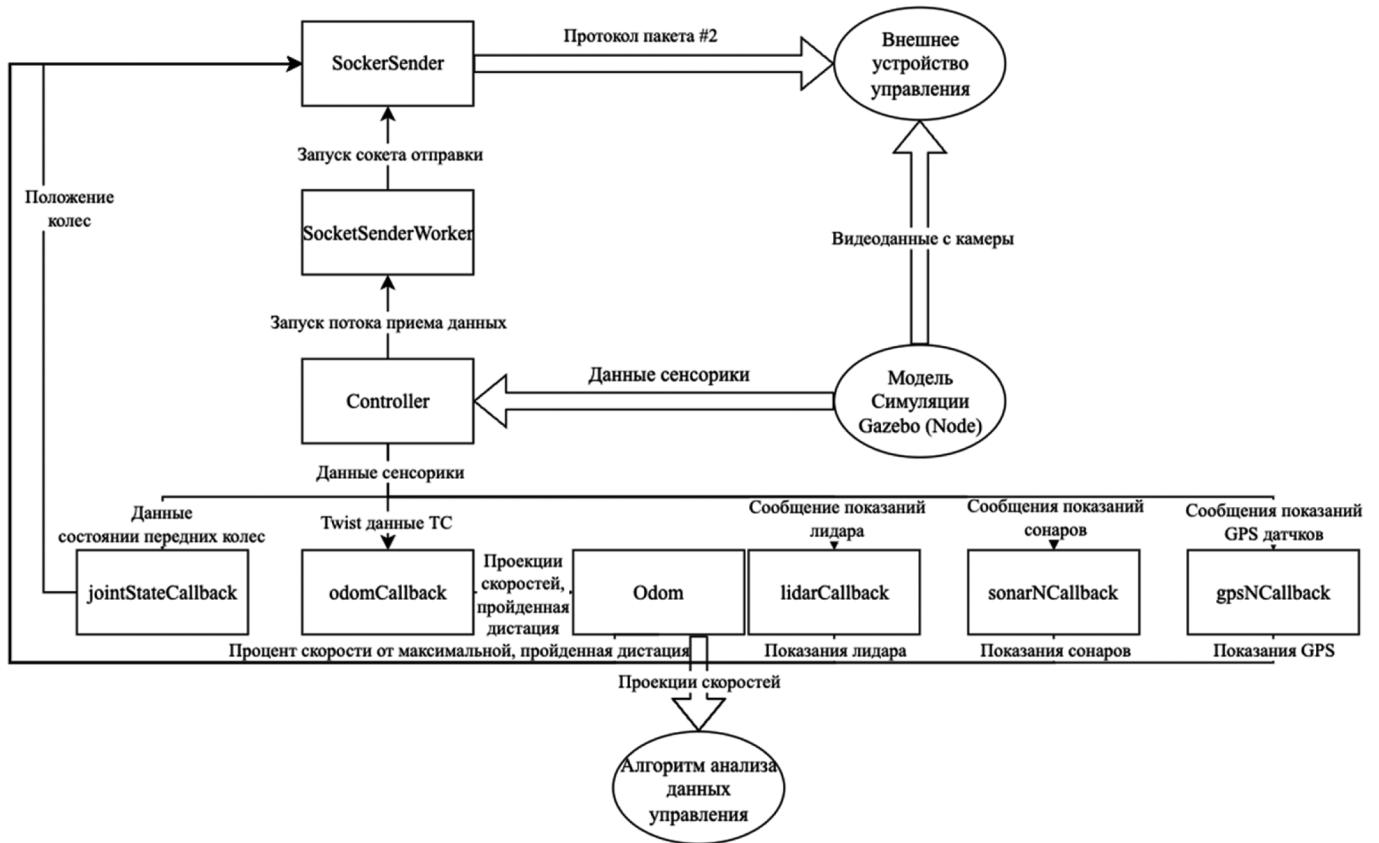 Протокол пакета #2
SockerSender
Внешнее
устройство
управления
Запуск сокета отправки
Положение
колес
SocketSenderWorker
Видеоданные с камеры
Запуск потока приема данных
Данные сенсорики
Controller
Модель
Симуляции
Gazebo (Node)
Данные сенсорики
Данные
состоянии передних колес
Twist данные ТС
Сообщение показаний
лидара
Сообщения показаний
сонаров
Сообщения показаний
GPS датчков
jointStateCallback
odomCallback
Проекции
скоростей,
пройденная
дистация
Odom
lidarCallback
sonarNCallback
gpsNCallback
Процент скорости от максимальной, пройденная дистация
Показания лидара
Показания сонаров
Показания GPS
Проекции скоростей
Алгоритм анализа
данных
управления